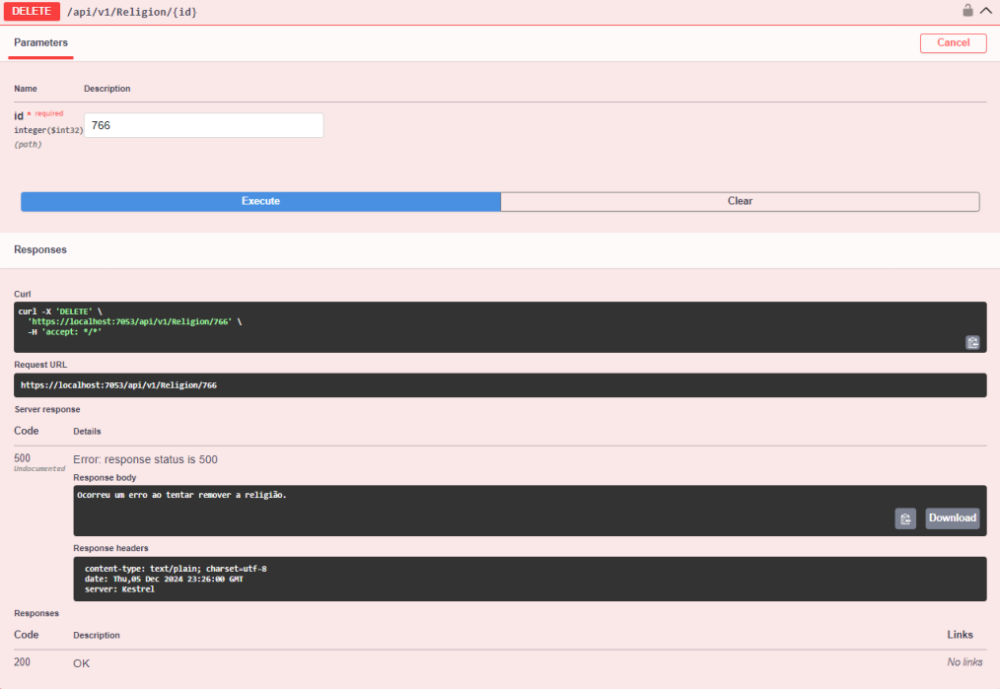 DELETE /api/v1/Religion/{id}
Parameters
Cancel
Name Description
id * required
integer($int32)
(path)
766
Execute Clear
Responses
Curl
curl -X 'DELETE' \
'https://localhost:7053/api/v1/Religion/766' \
-H 'accept: */*'
Request URL
https://localhost:7053/api/v1/Religion/766
Server response
Code Details
500
Undocumented
Error: response status is 500
Response body
Ocorreu um erro ao tentar remover a religião.
Download
Response headers
content-type: text/plain; charset=utf-8
date: Thu,05 Dec 2024 23:26:00 GMT
server: Kestrel
Responses
Code Description Links
200 OK No links